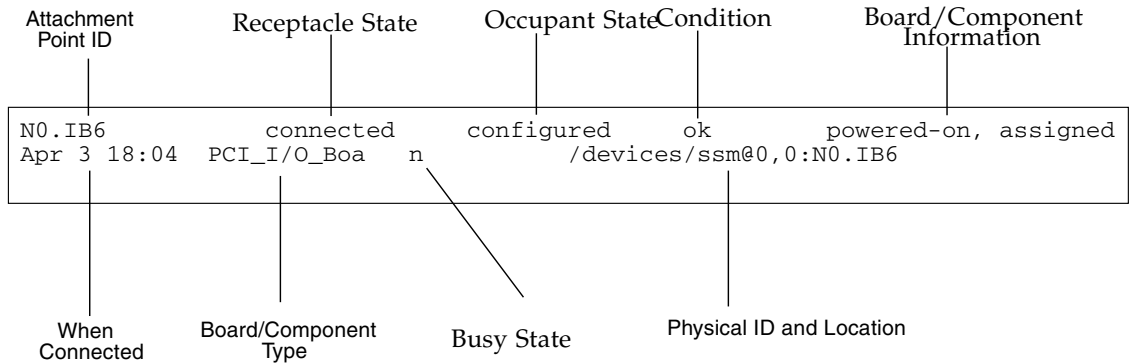 Attachment
Point ID
Receptacle State
Occupant State
Condition
Board/Component
Information
N0.IB6 connected configured ok powered-on, assigned
Apr 3 18:04 PCI_I/O_Boa n /devices/ssm@0,0:N0.IB6
When
Connected
Board/Component
Type
Busy State
Physical ID and Location